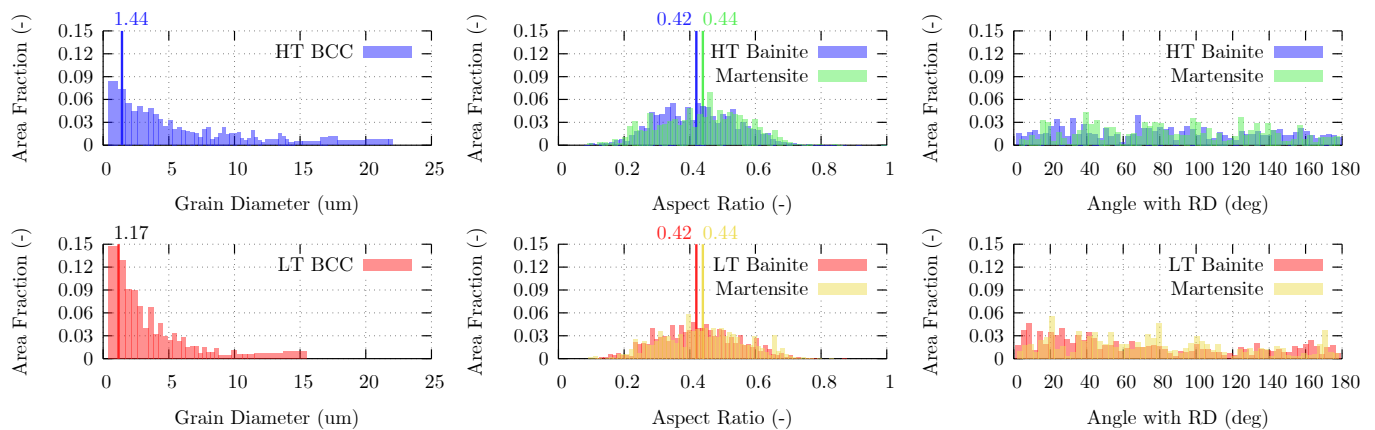 1.44
0.42 0.44
Area Fraction (-)
0.15
0.12
0.09
0.06
0.03
0
HT BCC
0 5 10 15 20 25
Grain Diameter (um)
Area Fraction (-)
0.15
0.12
0.09
0.06
0.03
0
HT Bainite
Martensite
0 0.2 0.4 0.6 0.8 1
Aspect Ratio (-)
Area Fraction (-)
0.15
0.12
0.09
0.06
0.03
0
HT Bainite
Martensite
0 20 40 60 80 100 120 140 160 180
Angle with RD (deg)
1.17
0.42 0.44
Area Fraction (-)
0.15
0.12
0.09
0.06
0.03
0
LT BCC
0 5 10 15 20 25
Grain Diameter (um)
Area Fraction (-)
0.15
0.12
0.09
0.06
0.03
0
LT Bainite
Martensite
0 0.2 0.4 0.6 0.8 1
Aspect Ratio (-)
Area Fraction (-)
0.15
0.12
0.09
0.06
0.03
0
LT Bainite
Martensite
0 20 40 60 80 100 120 140 160 180
Angle with RD (deg)